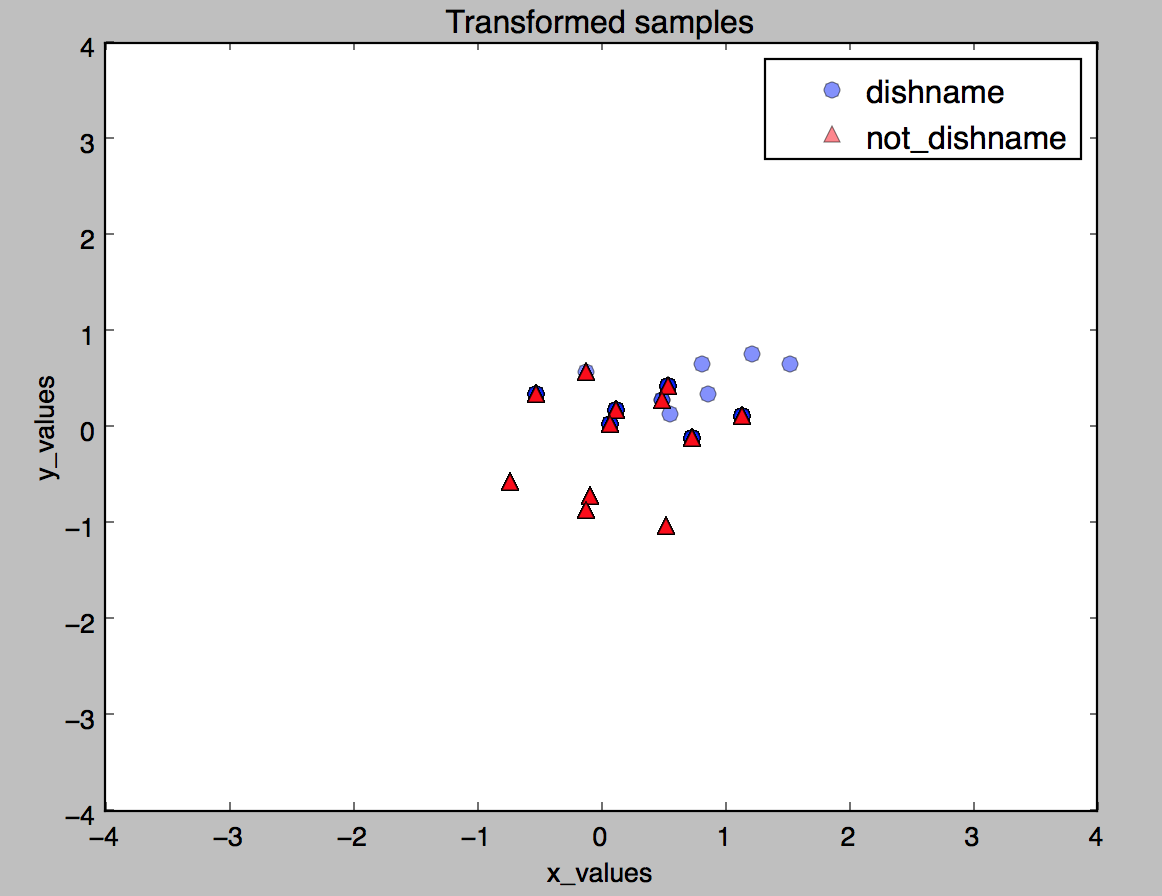 Transformed samples
dishname
not_dishname
4
3
2
1
0
−1
−2
−3
−4
y_values
−4 −3 −2 −1 0 1 2 3 4
x_values